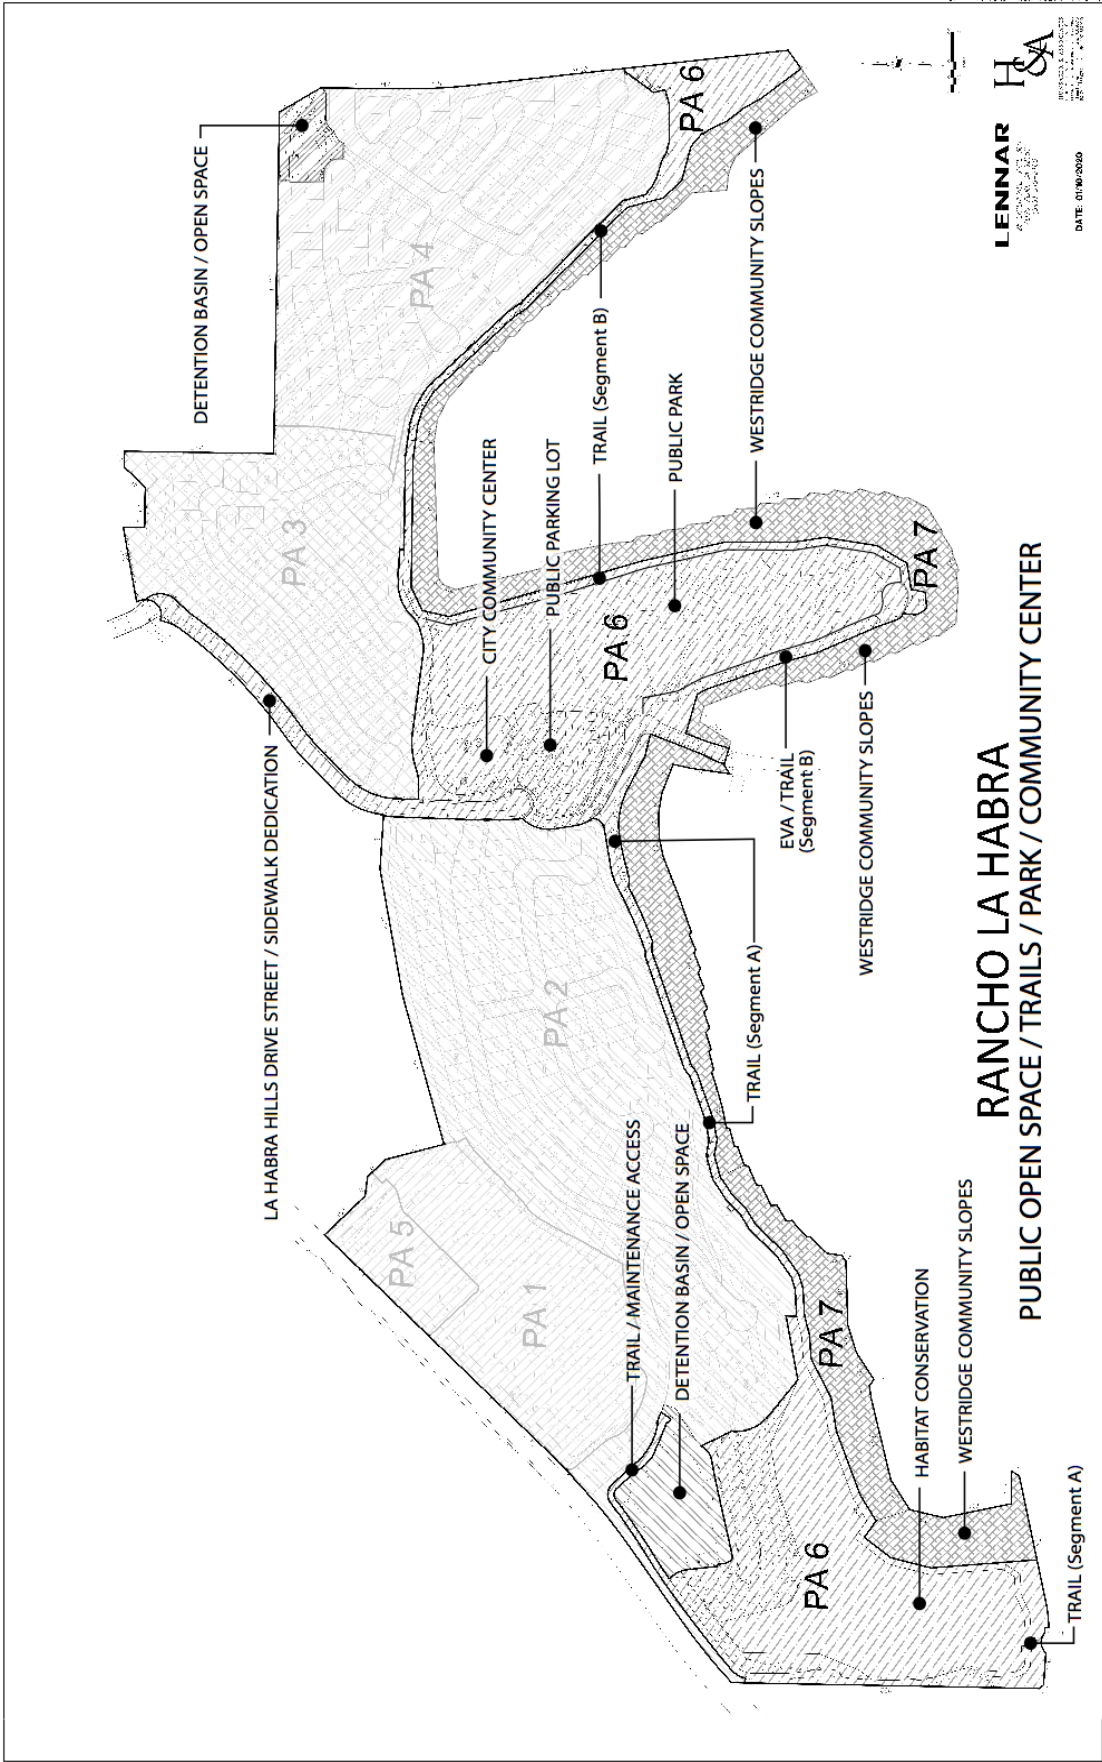 LA HABRA HILLS DRIVE STREET / SIDEWALK DEDICATION
DETENTION BASIN / OPEN SPACE
PA 3
PA 4
PA 5
PA 1
PA 2
PA 6
CITY COMMUNITY CENTER
PUBLIC PARKING LOT
TRAIL (Segment B)
PUBLIC PARK
PA 6
WESTRIDGE COMMUNITY SLOPES
TRAIL / MAINTENANCE ACCESS
DETENTION BASIN / OPEN SPACE
TRAIL (Segment A)
EVA / TRAIL
(Segment B)
WESTRIDGE COMMUNITY SLOPES
PA 7
PA 6
PA 7
HABITAT CONSERVATION
WESTRIDGE COMMUNITY SLOPES
TRAIL (Segment A)
RANCHO LA HABRA
PUBLIC OPEN SPACE / TRAILS / PARK / COMMUNITY CENTER
LENNAR
H&A
DATE: 01/10/2020